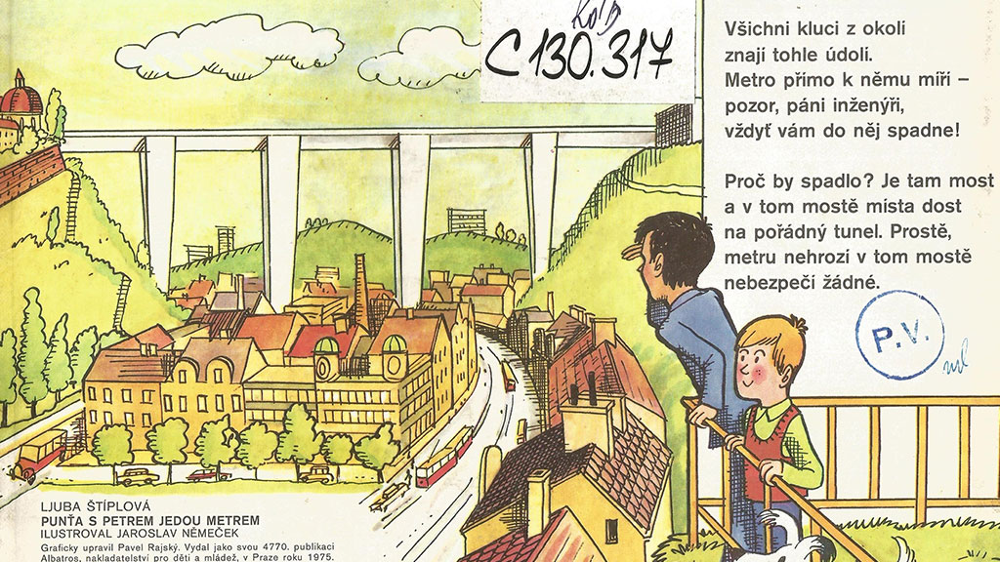 Kolb
C 130.317
Všichni kluci z okolí
znají tohle údolí.
Metro přímo k němu míří –
pozor, páni inženýři,
vždyť vám do něj spadne!
Proč by spadlo? Je tam most
a v tom mostě místa dost
na pořádný tunel. Prostě,
metru nehrozí v tom mostě
nebezpečí žádné.
P.V.
LJUBA ŠTÍPLOVÁ
PUNŤA S PETREM JEDOU METREM
ILUSTROVAL JAROSLAV NĚMEČEK
Graficky upravil Pavel Rajský. Vydal jako svou 4770. publikaci
Albatros, nakladatelství pro děti a mládež, v Praze roku 1975.